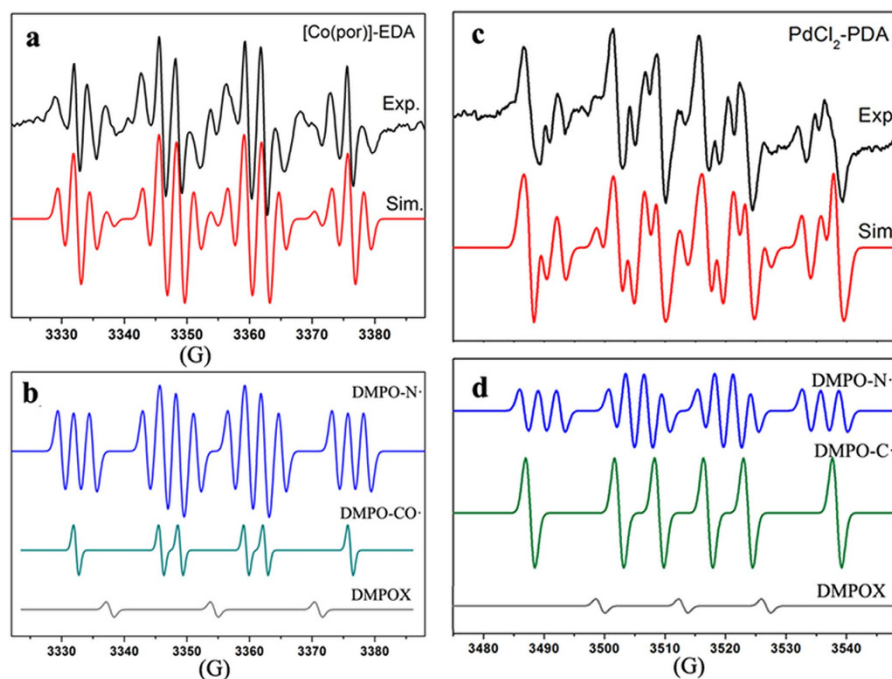 a
[Co(por)]-EDA
Exp.
Sim.
3330 3340 3350 3360 3370 3380
(G)
b
DMPO-N·
DMPO-CO·
DMPOX
3330 3340 3350 3360 3370 3380
(G)
c
PdCl2-PDA
Exp
Sim
d
DMPO-N·
DMPO-C·
DMPOX
3480 3490 3500 3510 3520 3530 3540
(G)